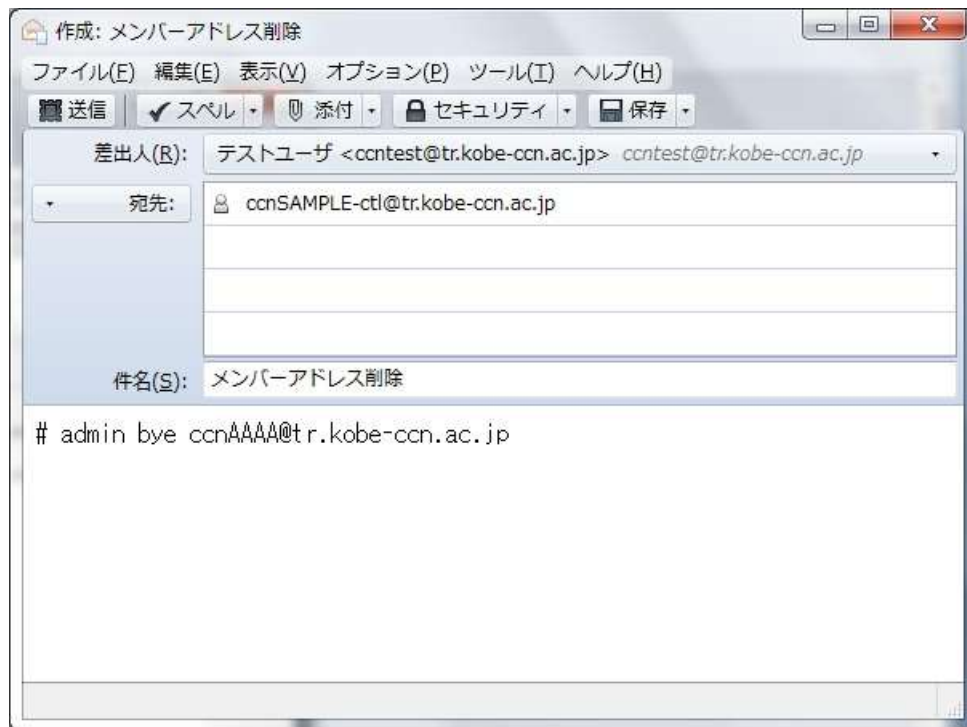 作成: メンバーアドレス削除
ファイル(F) 編集(E) 表示(V) オプション(P) ツール(T) ヘルプ(H)
送信 スペル 添付 セキュリティ 保存
差出人(R): テストユーザ <ccntest@tr.kobe-ccn.ac.jp> ccntest@tr.kobe-ccn.ac.jp
宛先: ccnSAMPLE-ctl@tr.kobe-ccn.ac.jp
件名(S): メンバーアドレス削除
# admin bye ccnAAAA@tr.kobe-ccn.ac.jp